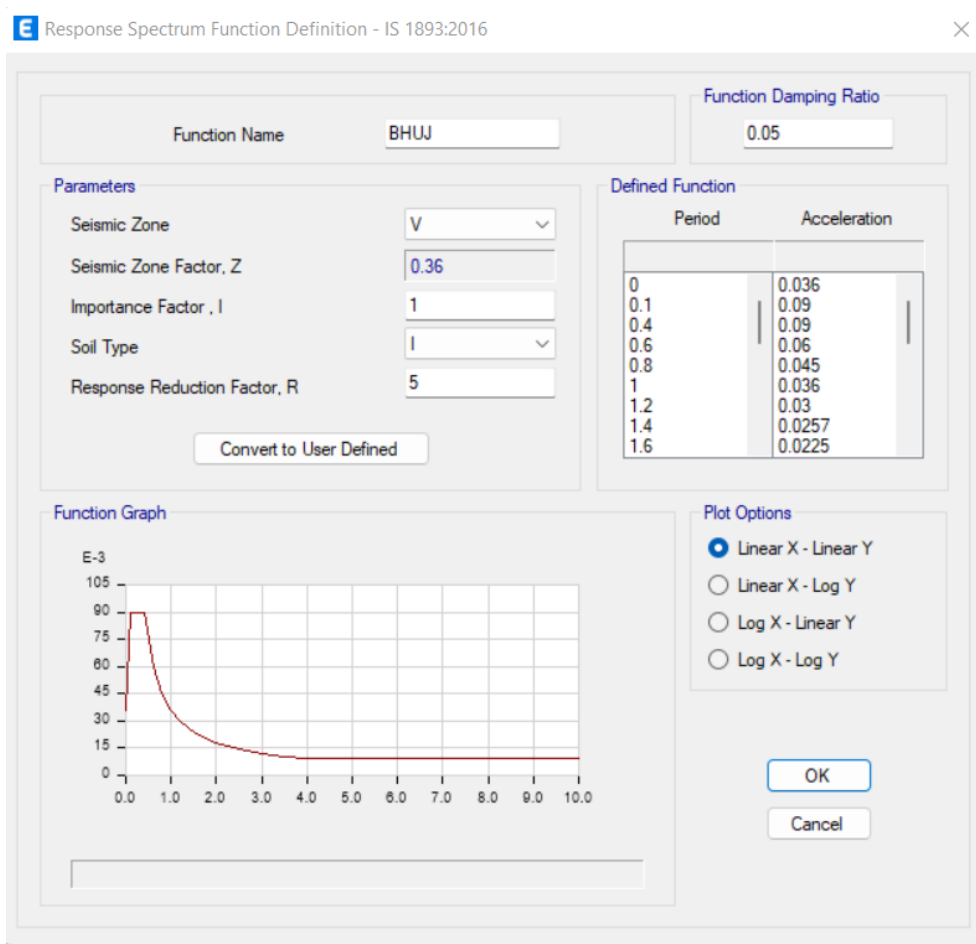 E Response Spectrum Function Definition - IS 1893:2016
Function Name BHUJ
Function Damping Ratio
0.05
Parameters
Seismic Zone V
Seismic Zone Factor, Z 0.36
Importance Factor , I 1
Soil Type I
Response Reduction Factor, R 5
Convert to User Defined
Defined Function
Period Acceleration
0 0.036
0.1 0.09
0.4 0.09
0.6 0.06
0.8 0.045
1 0.036
1.2 0.03
1.4 0.0257
1.6 0.0225
Function Graph
E-3
105
90
75
60
45
30
15
0
0.0 1.0 2.0 3.0 4.0 5.0 6.0 7.0 8.0 9.0 10.0
Plot Options
Linear X - Linear Y
Linear X - Log Y
Log X - Linear Y
Log X - Log Y
OK
Cancel